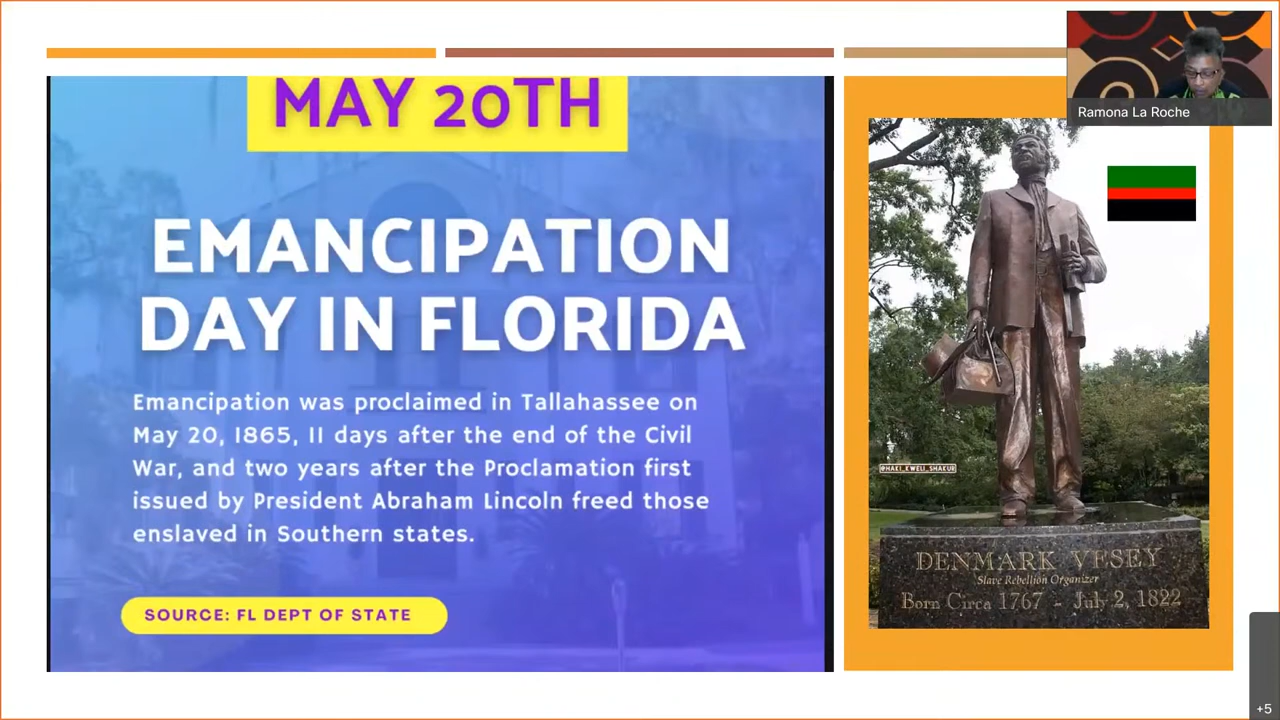 MAY 20TH
EMANCIPATION
DAY IN FLORIDA
Emancipation was proclaimed in Tallahassee on
May 20, 1865, 11 days after the end of the Civil
War, and two years after the Proclamation first
issued by President Abraham Lincoln freed those
enslaved in Southern states.
SOURCE: FL DEPT OF STATE
Ramona La Roche
@HAKI_KWELI_SHAKUR
DENMARK VESEY
Slave Rebellion Organizer
Born Circa 1767 - July 2, 1822
+5